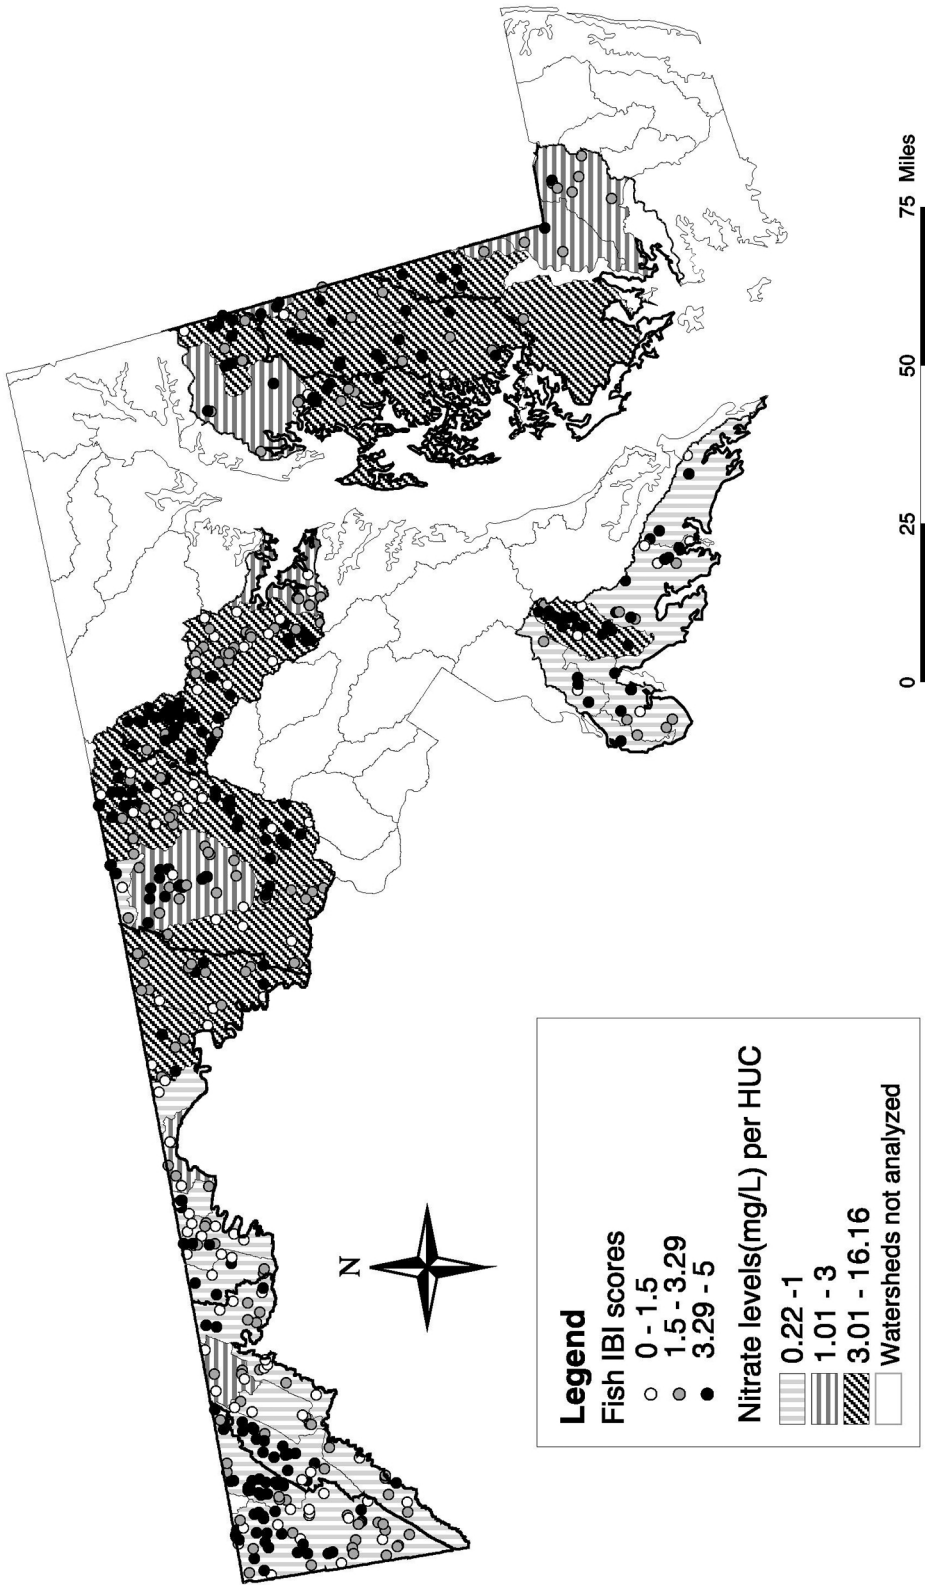 N
Legend
Fish IBI scores
0 - 1.5
1.5 - 3.29
3.29 - 5
Nitrate levels(mg/L) per HUC
0.22 -1
1.01 - 3
3.01 - 16.16
Watersheds not analyzed
0 25 50 75 Miles